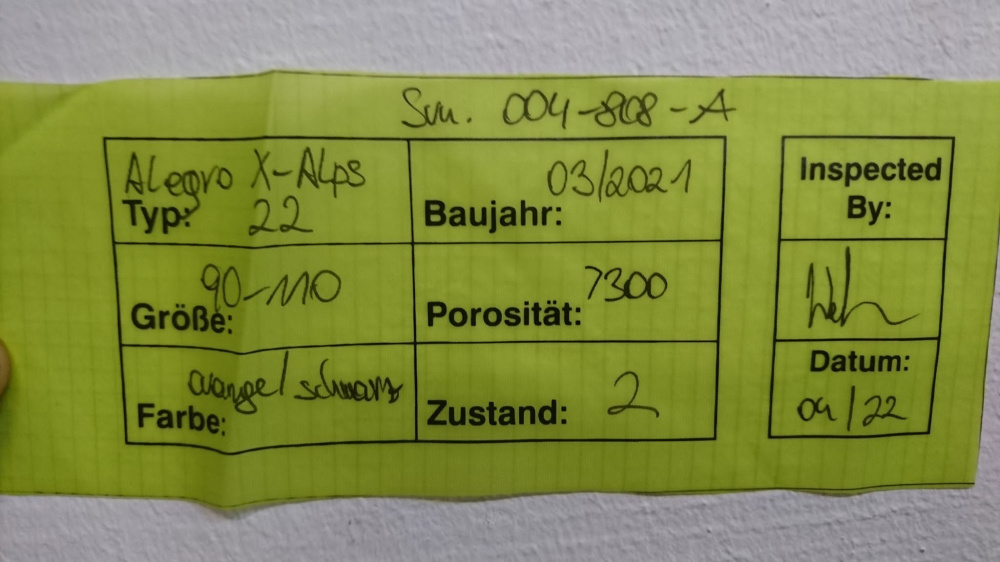 Snr. 004-808-A
Alegro X-Alps
Typ: 22
03/2021
Baujahr:
90-110
Größe:
7300
Porosität:
orange/schwarz
Farbe:
Zustand: 2
Inspected
By:
Datum:
04/22